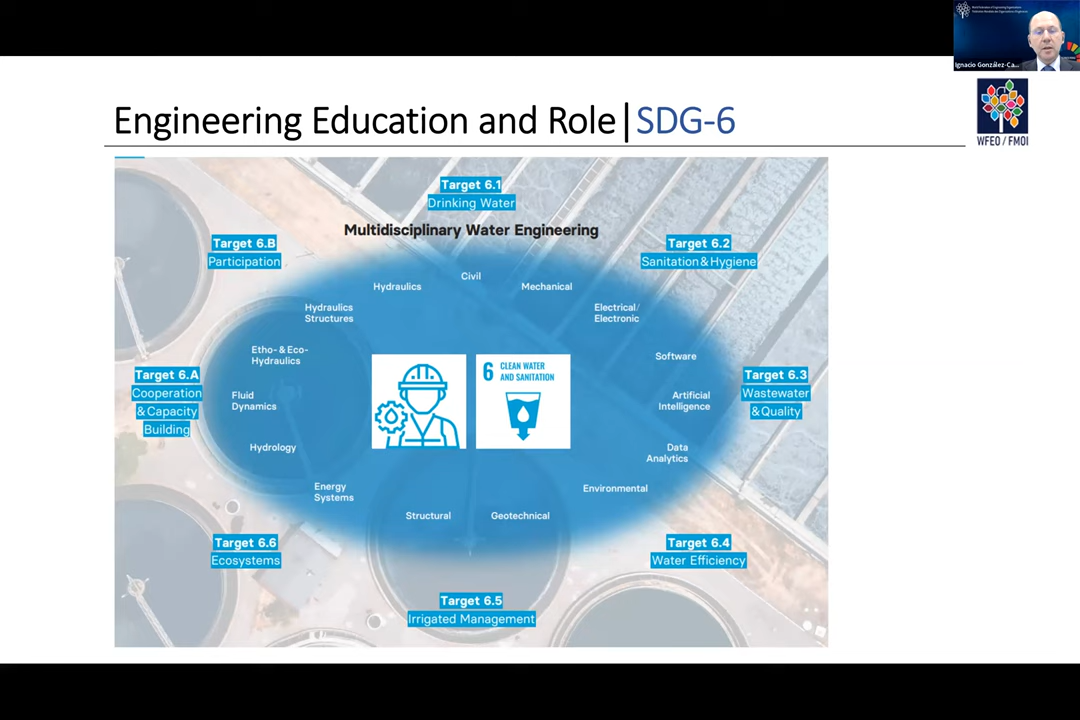 Ignacio González-Ca...
Engineering Education and Role|SDG-6
WFEO / FMOI
Target 6.1
Drinking Water
Multidisciplinary Water Engineering
Target 6.B
Participation
Target 6.2
Sanitation & Hygiene
Civil
Hydraulics
Mechanical
Hydraulics
Structures
Electrical/
Electronic
Etho- & Eco-
Hydraulics
Software
6 CLEAN WATER
AND SANITATION
Target 6.A
Cooperation
& Capacity
Building
Fluid
Dynamics
Artificial
Intelligence
Target 6.3
Wastewater
& Quality
Hydrology
Data
Analytics
Energy
Systems
Environmental
Structural
Geotechnical
Target 6.6
Ecosystems
Target 6.4
Water Efficiency
Target 6.5
Irrigated Management